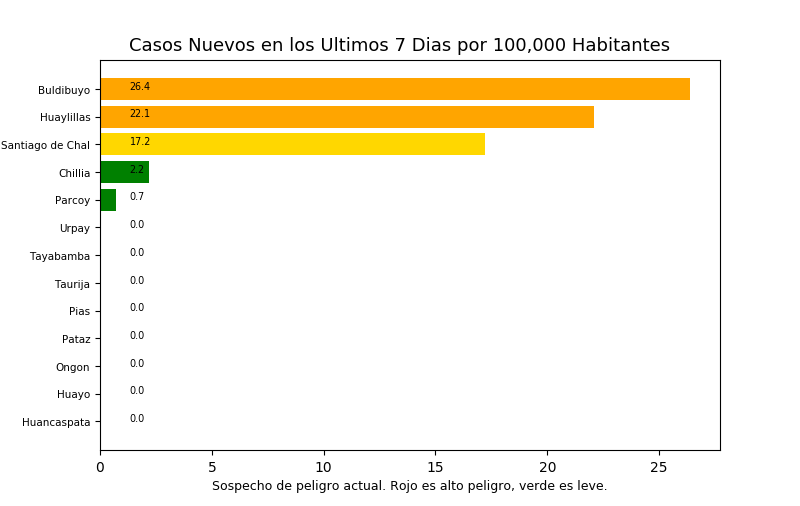 Casos Nuevos en los Ultimos 7 Dias por 100,000 Habitantes
Buldibuyo 26.4
Huaylillas 22.1
Santiago de Chal 17.2
Chillia 2.2
Parcoy 0.7
Urpay 0.0
Tayabamba 0.0
Taurija 0.0
Pias 0.0
Pataz 0.0
Ongon 0.0
Huayo 0.0
Huancaspata 0.0
0 5 10 15 20 25
Sospecho de peligro actual. Rojo es alto peligro, verde es leve.